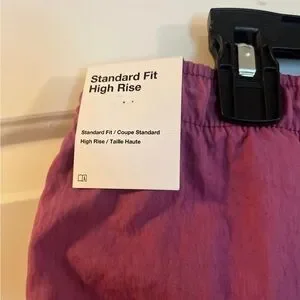 Standard Fit
High Rise
Standard Fit / Coupe Standard
High Rise / Taille Haute